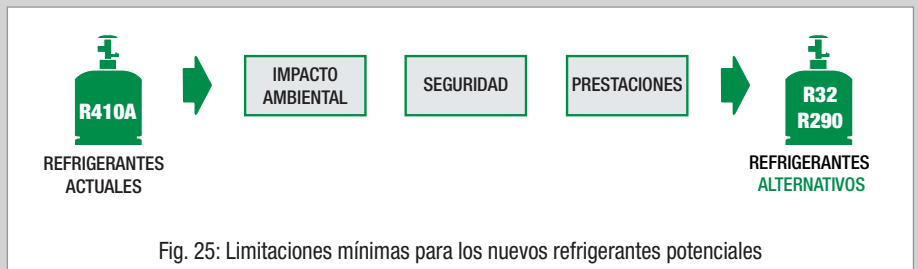 R410A
REFRIGERANTES
ACTUALES
IMPACTO
AMBIENTAL
SEGURIDAD
PRESTACIONES
R32
R290
REFRIGERANTES
ALTERNATIVOS
Fig. 25: Limitaciones mínimas para los nuevos refrigerantes potenciales